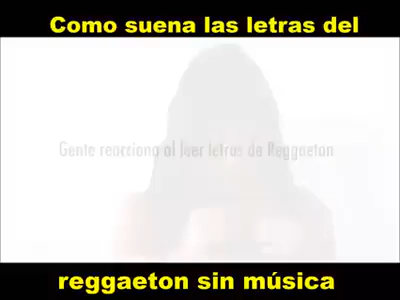 Como suena las letras del
Gente reacciona al leer letras de Reggaeton
reggaeton sin música